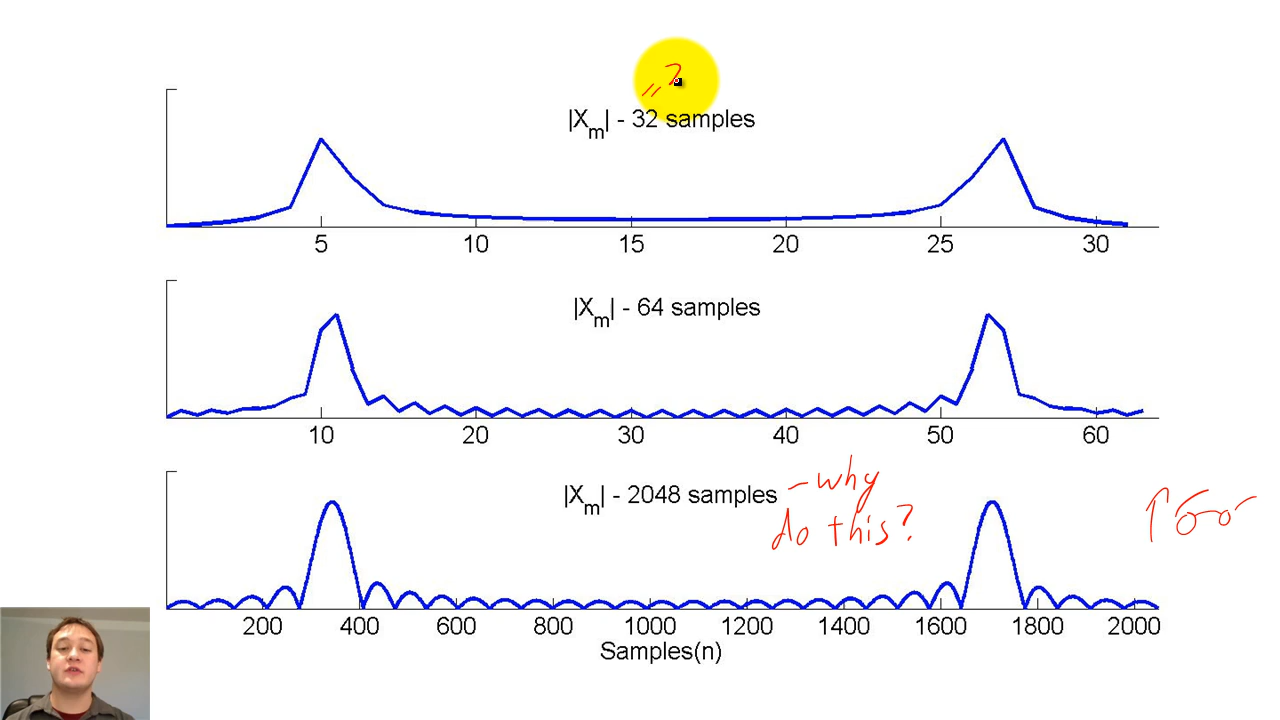 "?
|Xm| - 32 samples
5 10 15 20 25 30
|Xm| - 64 samples
10 20 30 40 50 60
|Xm| - 2048 samples
- why
do this?
200 400 600 800 1000 1200 1400 1600 1800 2000
Samples(n)